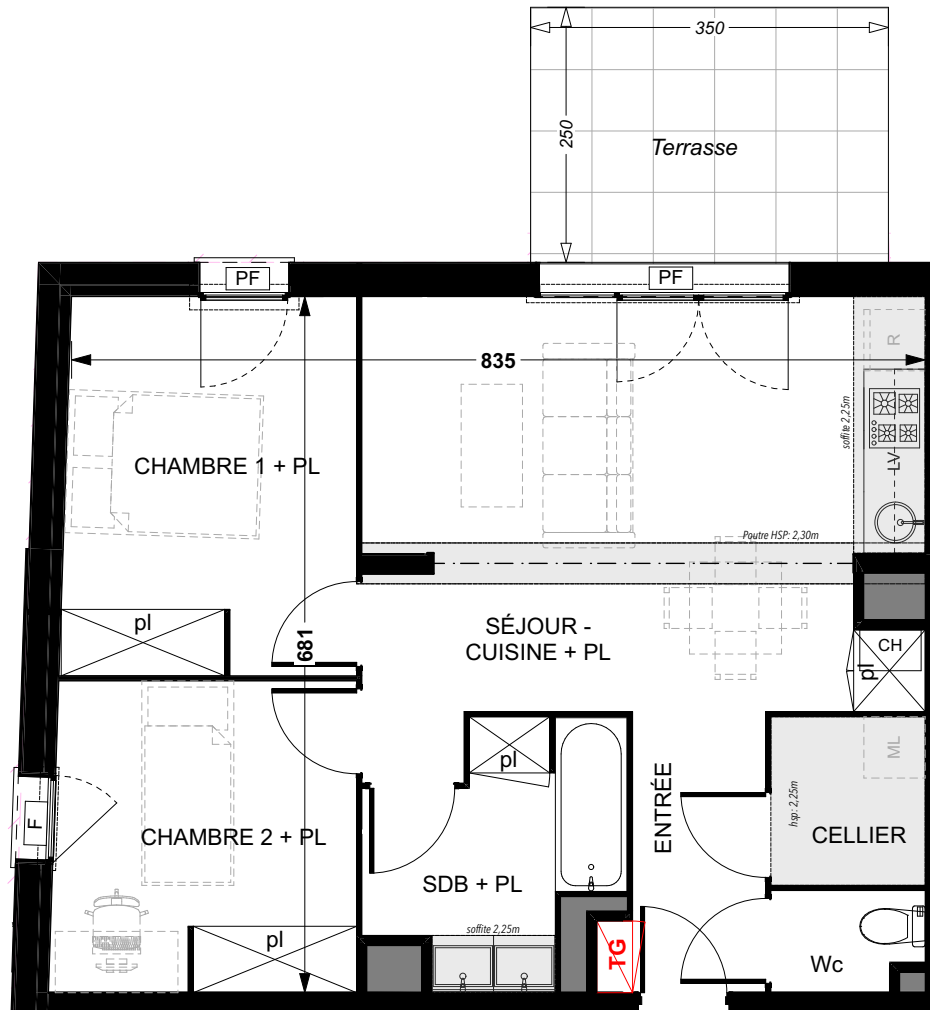 350
250
Terrasse
PF
PF
835
R
soffite 2,25m
LV
CHAMBRE 1 + PL
Poutre HSP: 2,30m
pl
681
SÉJOUR -
CUISINE + PL
CH
pl
pl
ML
F
CHAMBRE 2 + PL
ENTRÉE
hsp: 2,25m
CELLIER
SDB + PL
soffite 2,25m
pl
TG
Wc